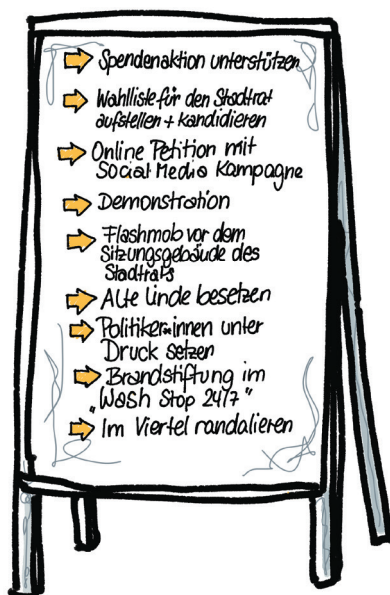 Spendenaktion unterstützen
Wahlliste für den Stadtrat
aufstellen + kandidieren
Online Petition mit
Social Media Kampagne
Demonstration
Flashmob vor dem
Sitzungsgebäude des
Stadtrats
Alte Linde besetzen
Politiker:innen unter
Druck setzen
Brandstiftung im
"Wash Stop 24/7"
Im Viertel randalieren